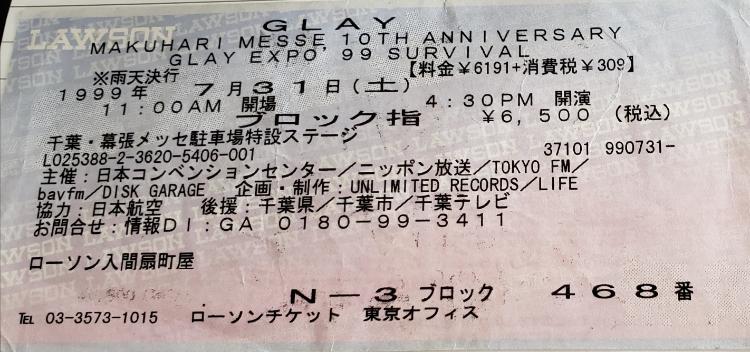 GLAY
LAWSON
MAKUHARI MESSE 10TH ANNIVERSARY
GLAY EXPO '99 SURVIVAL
※雨天決行 【料金¥6191+消費税¥309】
1999年 7月31日(土)
11:00AM 開場 4:30PM 開演
ブロック指 ¥6,500 (税込)
千葉・幕張メッセ駐車場特設ステージ
L025388-2-3620-5406-001 37101 990731-
主催:日本コンベンションセンター/ニッポン放送/TOKYO FM/
bayfm/DISK GARAGE 企画・制作:UNLIMITED RECORDS/LIFE
協力:日本航空 後援:千葉県/千葉市/千葉テレビ
お問合せ:情報DI:GA 0180-99-3411
ローソン入間扇町屋
N-3 ブロック 468番
℡ 03-3573-1015 ローソンチケット 東京オフィス